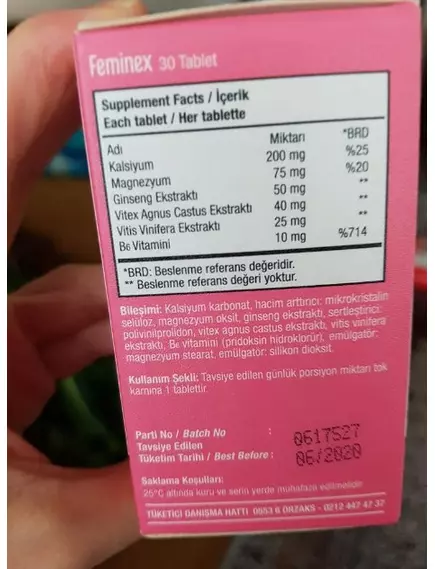 Feminex 30 Tablet
Supplement Facts / İçerik
Each tablet / Her tablette
Adı Miktarı *BRD
Kalsiyum 200 mg %25
Magnezyum 75 mg %20
Ginseng Ekstraktı 50 mg **
Vitex Agnus Castus Ekstraktı 40 mg **
Vitis Vinifera Ekstraktı 25 mg **
B6 Vitamini 10 mg %714
*BRD: Beslenme referans değeridir.
** Beslenme referans değeri yoktur.
Bileşimi: Kalsiyum karbonat, hacim arttırıcı: mikrokristalin
selüloz, magnezyum oksit, ginseng ekstraktı, sertleştirici:
polivinilprolidon, vitex agnus castus ekstraktı, vitis vinifera
ekstraktı, B6 vitamini (pridoksin hidroklorür), emülgatör:
magnezyum stearat, emülgatör: silikon dioksit.
Kullanım Şekli: Tavsiye edilen günlük porsiyon miktarı tok
karnına 1 tablettir.
Parti No / Batch No : 0617527
Tavsiye Edilen
Tüketim Tarihi / Best Before : 06/2020
Saklama Koşulları:
25°C altında kuru ve serin yerde muhafaza edilmelidir
TÜKETİCİ DANIŞMA HATTI 0553 6 ORZAKS - 0212 447 47 37